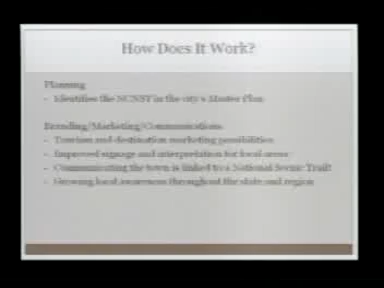 How Does It Work?
Planning
- Identifies the NCNST in the city's Master Plan
Branding/Marketing/Communications
- Tourism and destination marketing possibilities
- Improved signage and interpretation for local areas
- Communicating the town is linked to a National Scenic Trail!
- Growing local awareness throughout the state and region